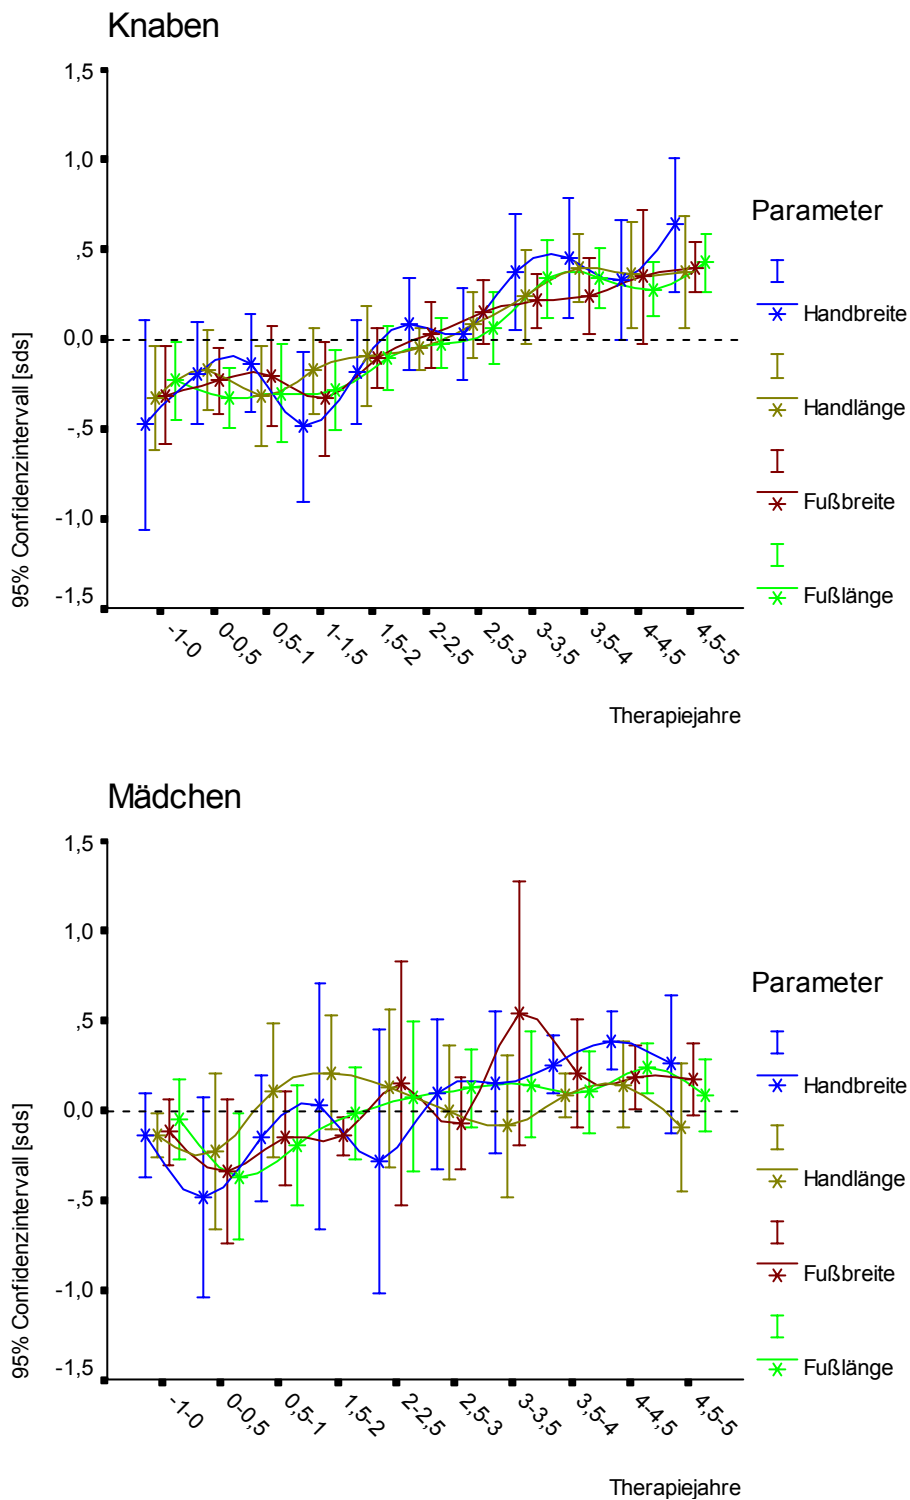 Knaben
1,5
1,0
,5
0,0
-,5
-1,0
-1,5
95% Confidenzintervall [sds]
-1-0
0-0,5
0,5-1
1-1,5
1,5-2
2-2,5
2,5-3
3-3,5
3,5-4
4-4,5
4,5-5
Therapiejahre
Parameter
Handbreite
Handlänge
Fußbreite
Fußlänge
Mädchen
1,5
1,0
,5
0,0
-,5
-1,0
-1,5
95% Confidenzintervall [sds]
-1-0
0-0,5
0,5-1
1,5-2
2-2,5
2,5-3
3-3,5
3,5-4
4-4,5
4,5-5
Therapiejahre
Parameter
Handbreite
Handlänge
Fußbreite
Fußlänge